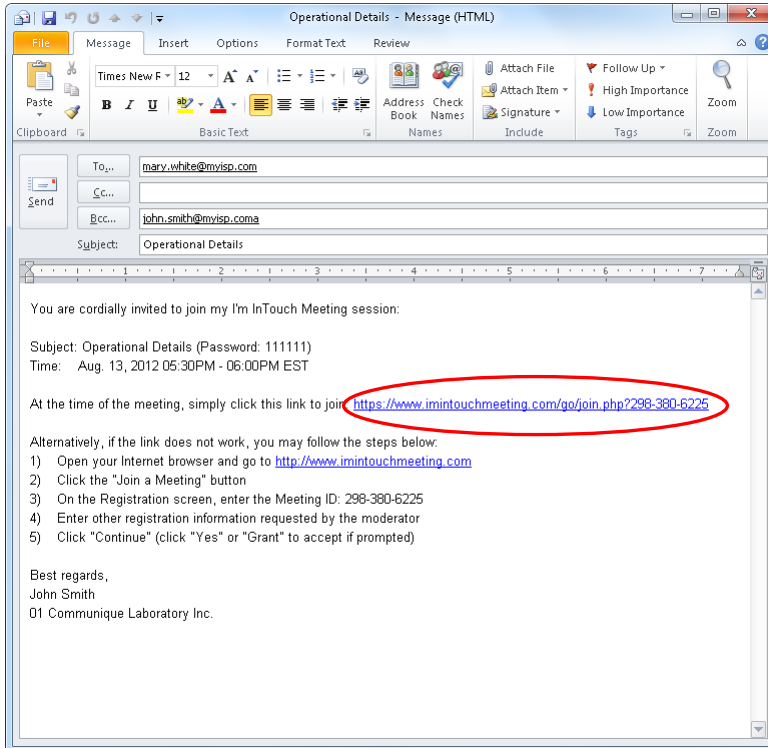 Operational Details - Message (HTML)
File Message Insert Options Format Text Review
Times New F 12 Attach File Follow Up
Attach Item High Importance
Paste B I U ab A Address Book Check Names Signature Low Importance Zoom
Clipboard Basic Text Names Include Tags Zoom
Send
To... mary.white@myisp.com
Cc...
Bcc... john.smith@myisp.coma
Subject: Operational Details
1 2 3 4 5 6 7
You are cordially invited to join my I'm InTouch Meeting session:
Subject: Operational Details (Password: 111111)
Time: Aug. 13, 2012 05:30PM - 06:00PM EST
At the time of the meeting, simply click this link to join https://www.imintouchmeeting.com/go/join.php?298-380-6225
Alternatively, if the link does not work, you may follow the steps below:
1) Open your Internet browser and go to http://www.imintouchmeeting.com
2) Click the "Join a Meeting" button
3) On the Registration screen, enter the Meeting ID: 298-380-6225
4) Enter other registration information requested by the moderator
5) Click "Continue" (click "Yes" or "Grant" to accept if prompted)
Best regards,
John Smith
01 Communique Laboratory Inc.